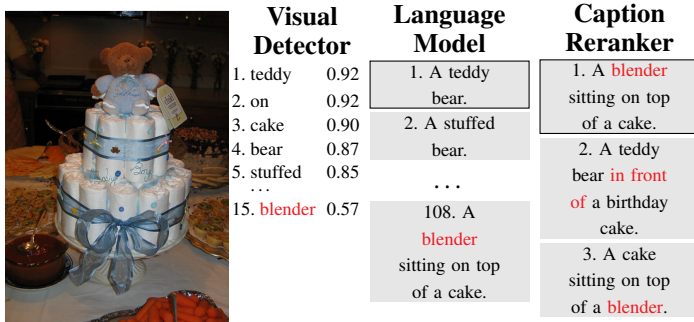 Visual
Detector
1. teddy 0.92
2. on 0.92
3. cake 0.90
4. bear 0.87
5. stuffed 0.85
...
15. blender 0.57
Language
Model
1. A teddy
bear.
2. A stuffed
bear.
...
108. A
blender
sitting on top
of a cake.
Caption
Reranker
1. A blender
sitting on top
of a cake.
2. A teddy
bear in front
of a birthday
cake.
3. A cake
sitting on top
of a blender.